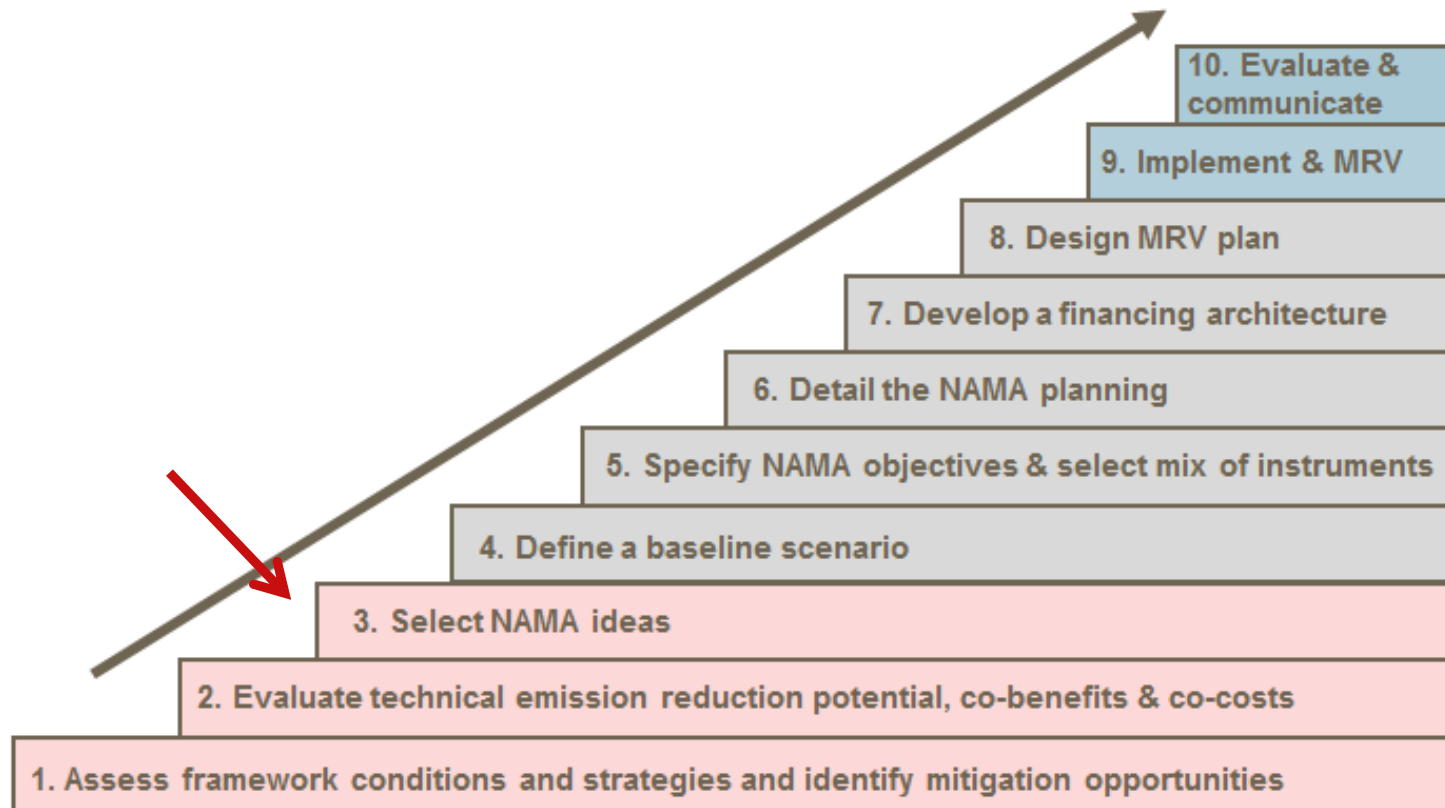 10. Evaluate &
communicate
9. Implement & MRV
8. Design MRV plan
7. Develop a financing architecture
6. Detail the NAMA planning
5. Specify NAMA objectives & select mix of instruments
4. Define a baseline scenario
3. Select NAMA ideas
2. Evaluate technical emission reduction potential, co-benefits & co-costs
1. Assess framework conditions and strategies and identify mitigation opportunities